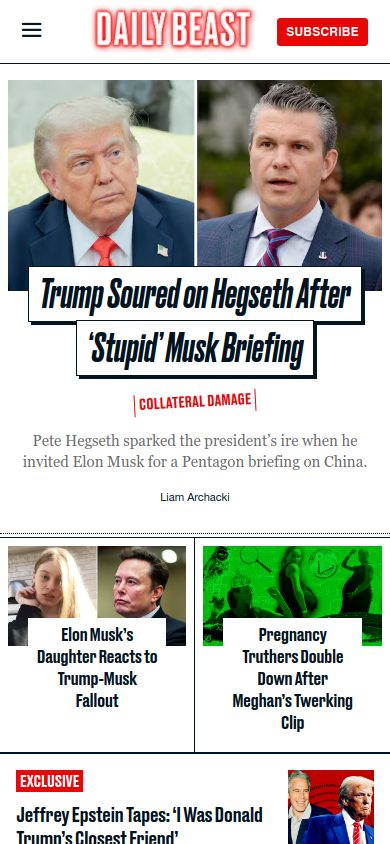 DAILY BEAST
SUBSCRIBE
Trump Soured on Hegseth After
‘Stupid’ Musk Briefing
COLLATERAL DAMAGE
Pete Hegseth sparked the president’s ire when he
invited Elon Musk for a Pentagon briefing on China.
Liam Archacki
Elon Musk’s
Daughter Reacts to
Trump-Musk
Fallout
Pregnancy
Truthers Double
Down After
Meghan’s Twerking
Clip
EXCLUSIVE
Jeffrey Epstein Tapes: ‘I Was Donald
Trump’s Closest Friend’